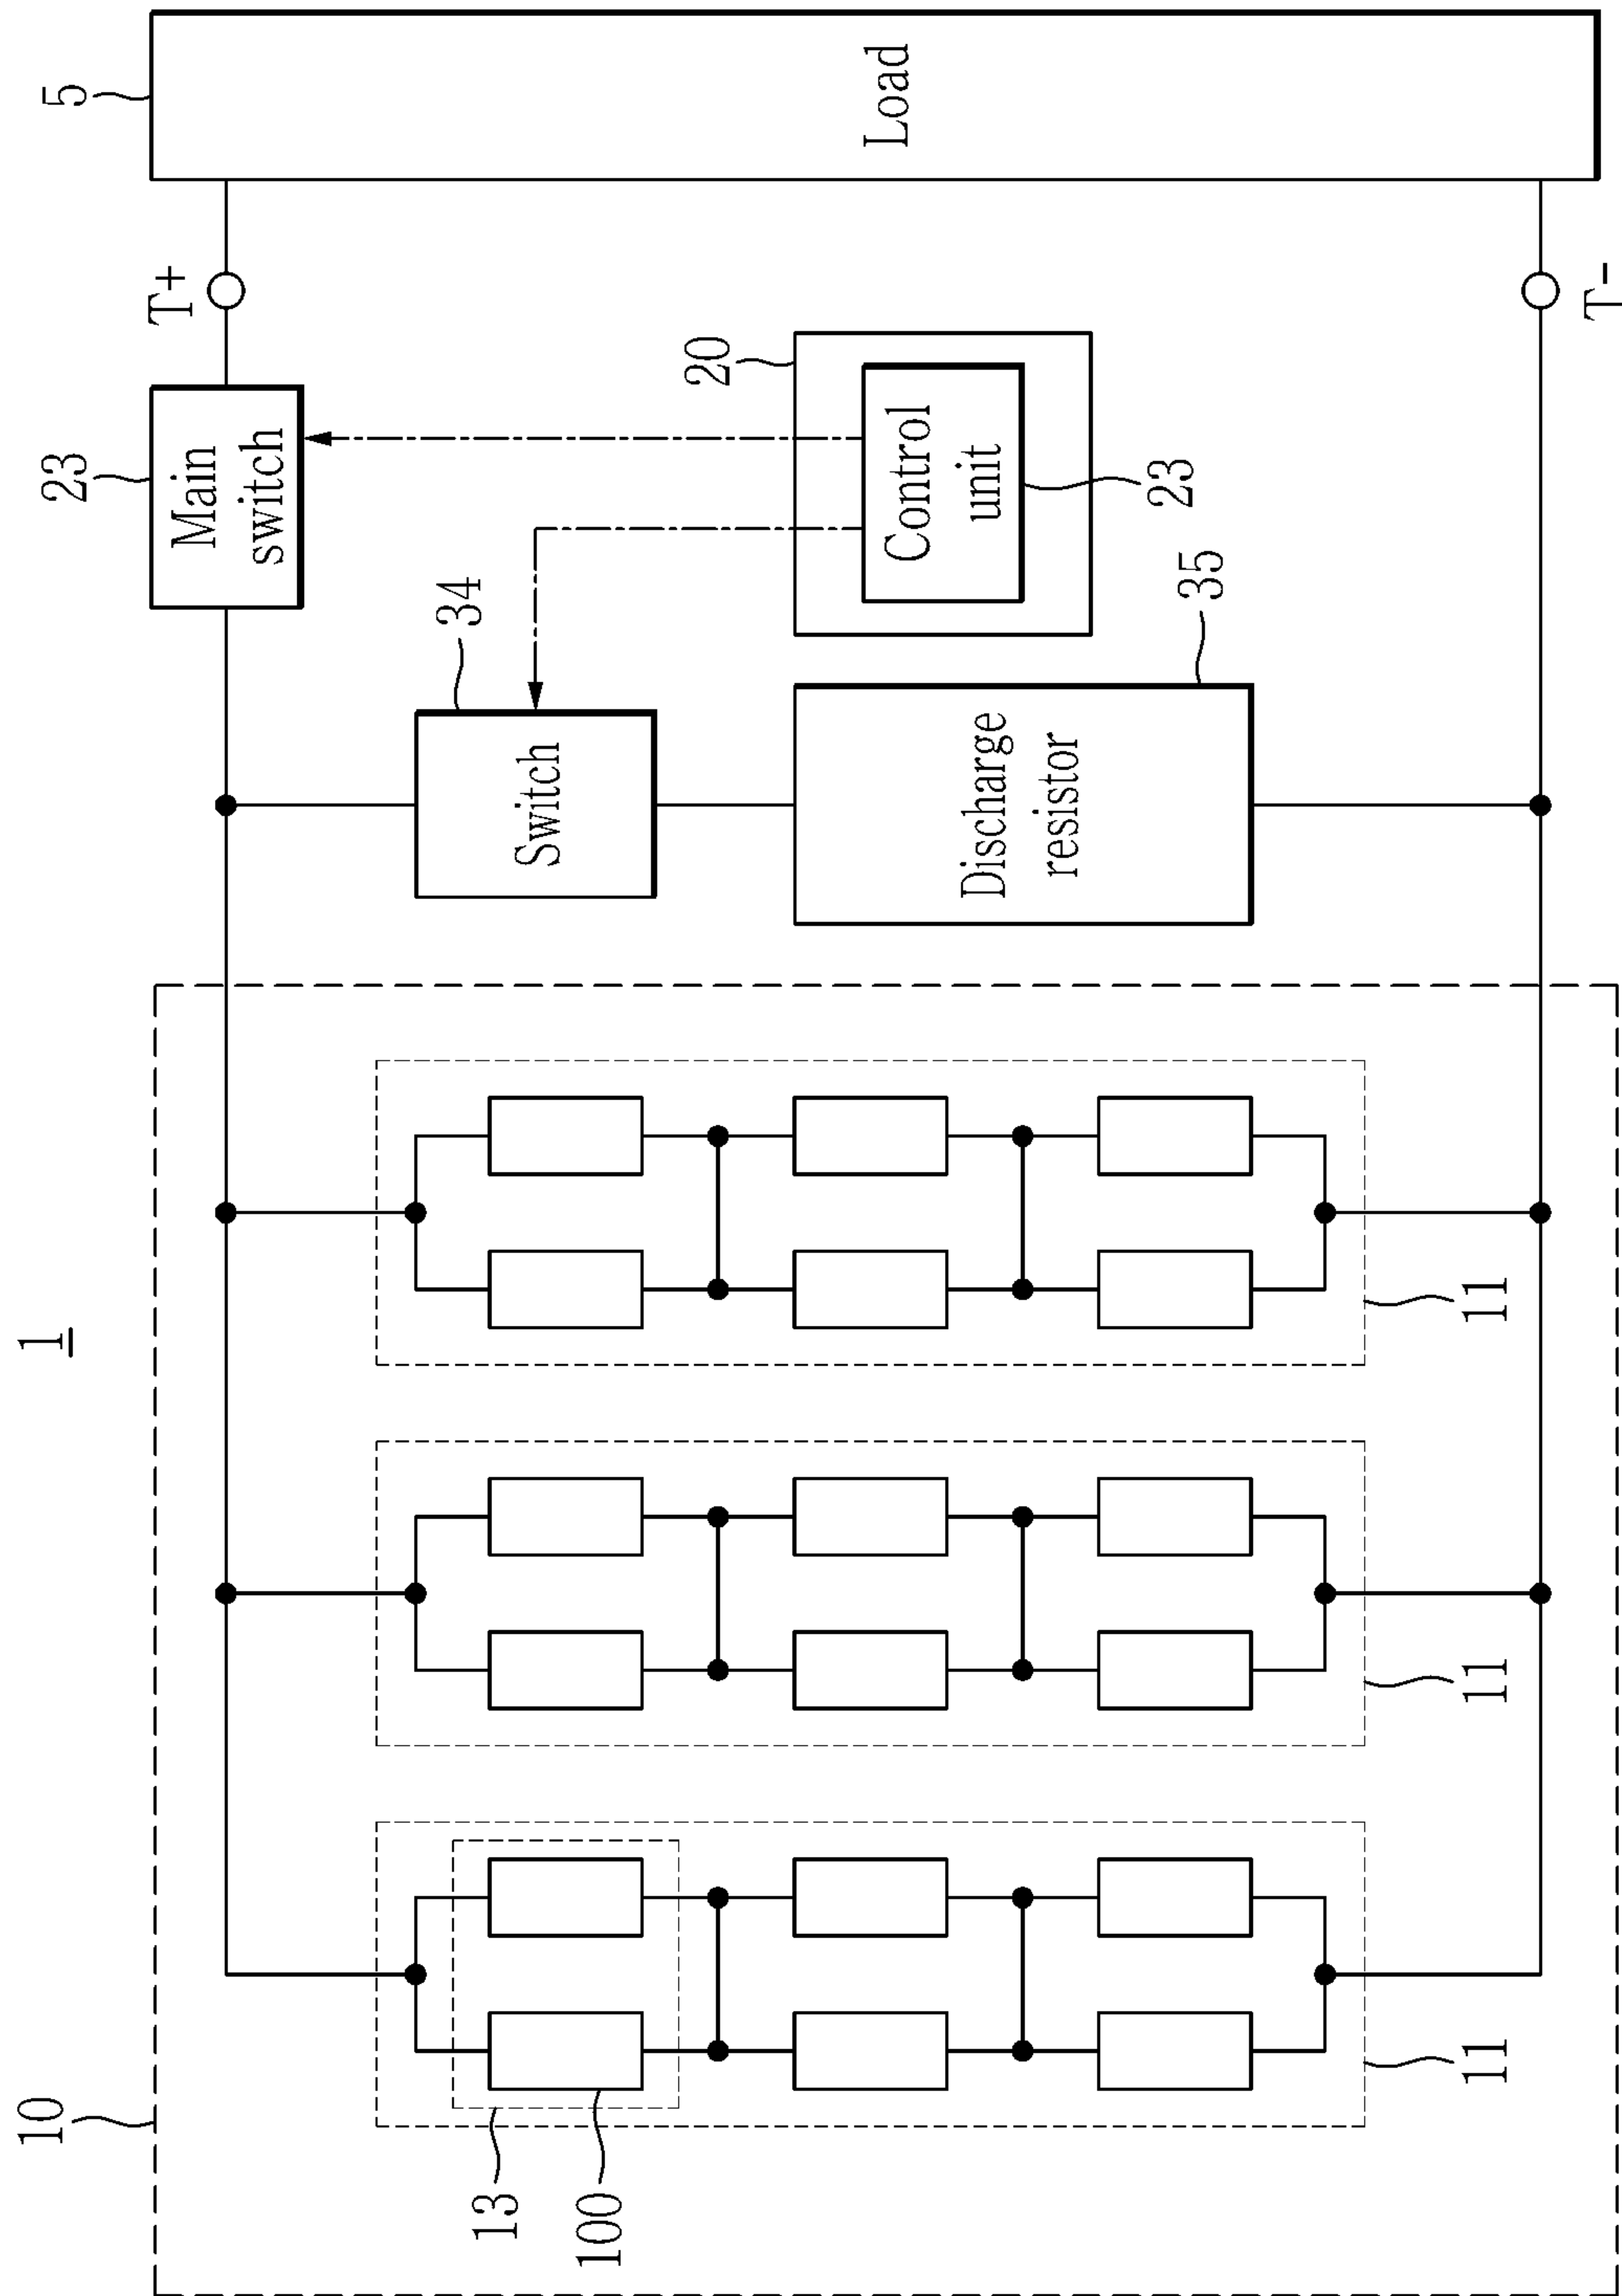 1
10
13
100
11
11
11
Switch
34
Discharge
resistor
35
Main
switch
23
Control
unit
20
23
T+
T-
Load
5